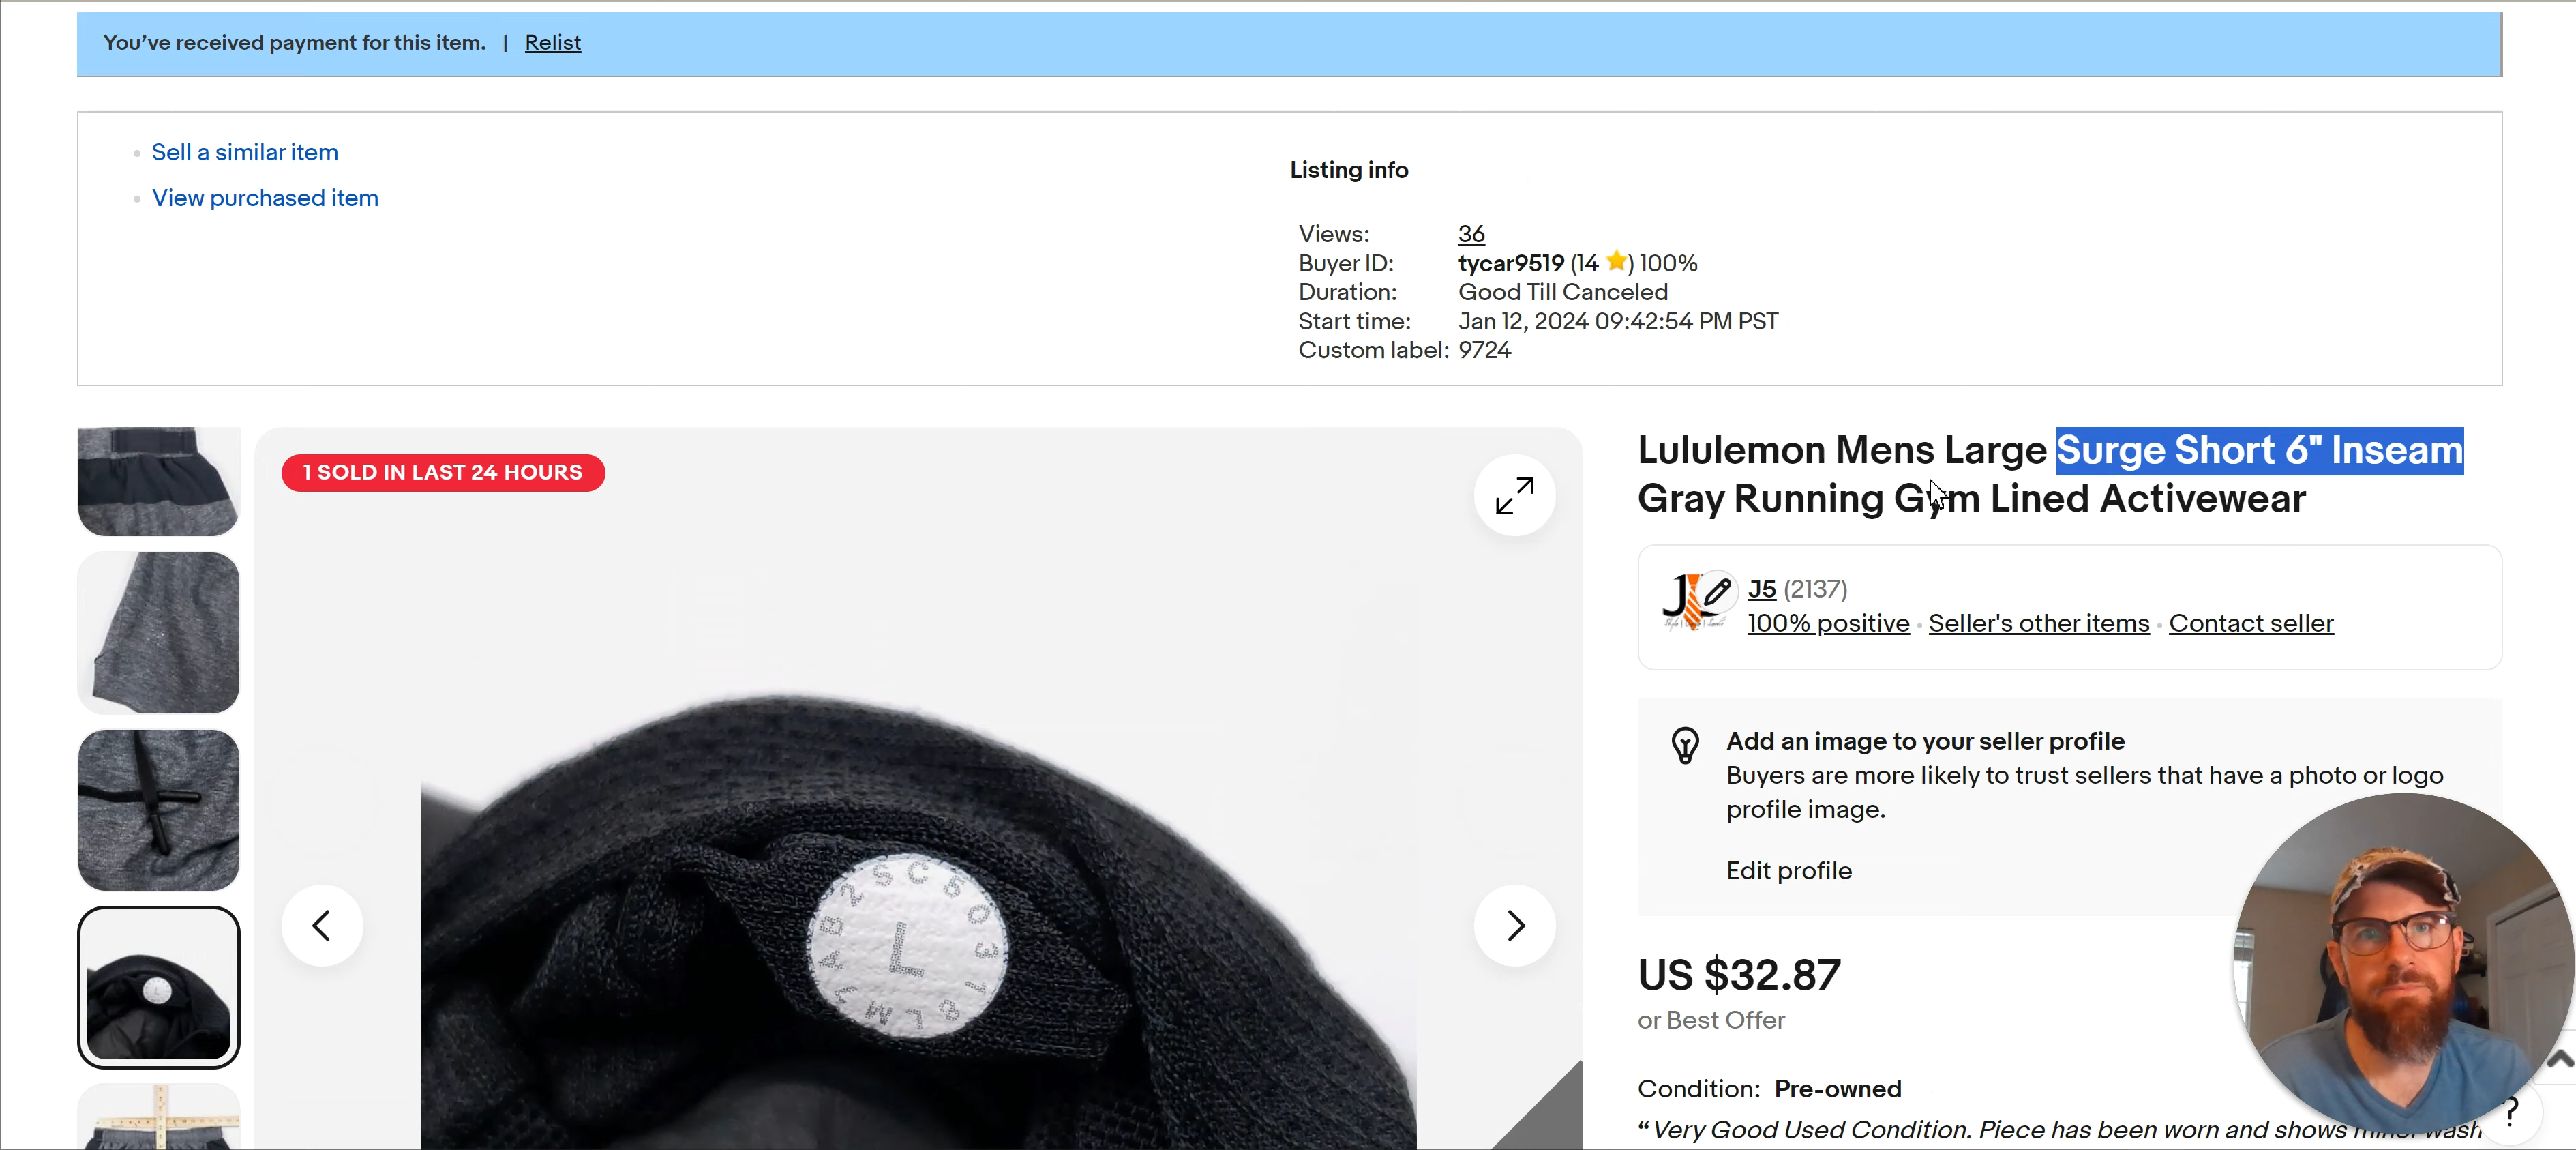 You've received payment for this item. | Relist
Sell a similar item
View purchased item
Listing info
Views: 36
Buyer ID: tycar9519 (14 ⭐) 100%
Duration: Good Till Canceled
Start time: Jan 12, 2024 09:42:54 PM PST
Custom label: 9724
1 SOLD IN LAST 24 HOURS
L
Lululemon Mens Large Surge Short 6" Inseam
Gray Running Gym Lined Activewear
J5 (2137)
100% positive • Seller's other items • Contact seller
Add an image to your seller profile
Buyers are more likely to trust sellers that have a photo or logo
profile image.
Edit profile
US $32.87
or Best Offer
Condition: Pre-owned
“Very Good Used Condition. Piece has been worn and shows minor wash
?